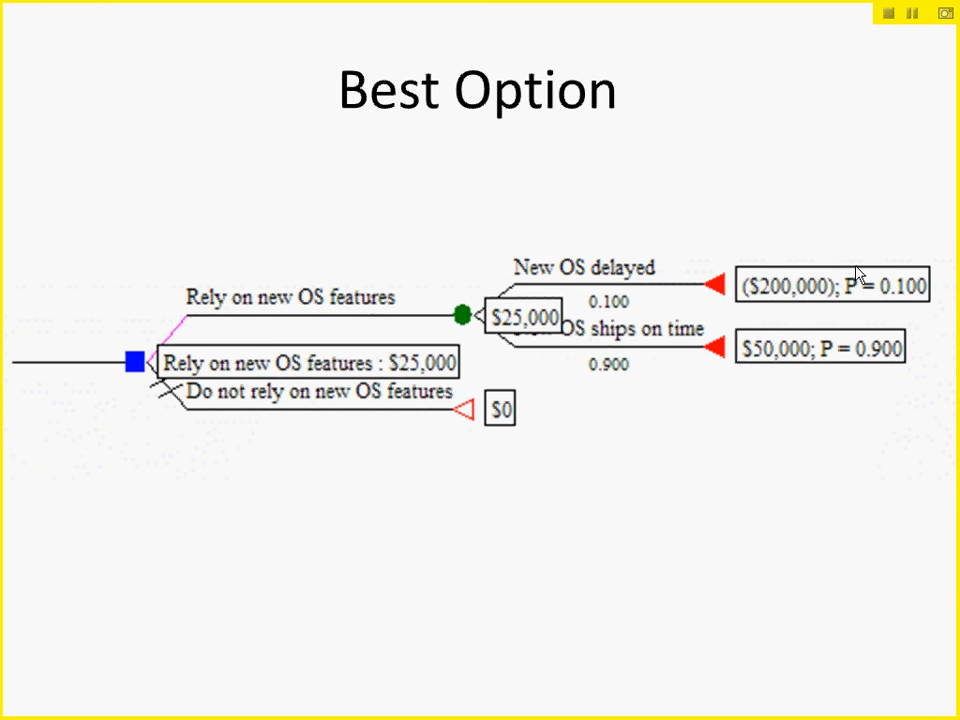 Best Option
New OS delayed
($200,000); P = 0.100
0.100
Rely on new OS features
$25,000
OS ships on time
$50,000; P = 0.900
0.900
Rely on new OS features : $25,000
Do not rely on new OS features
$0